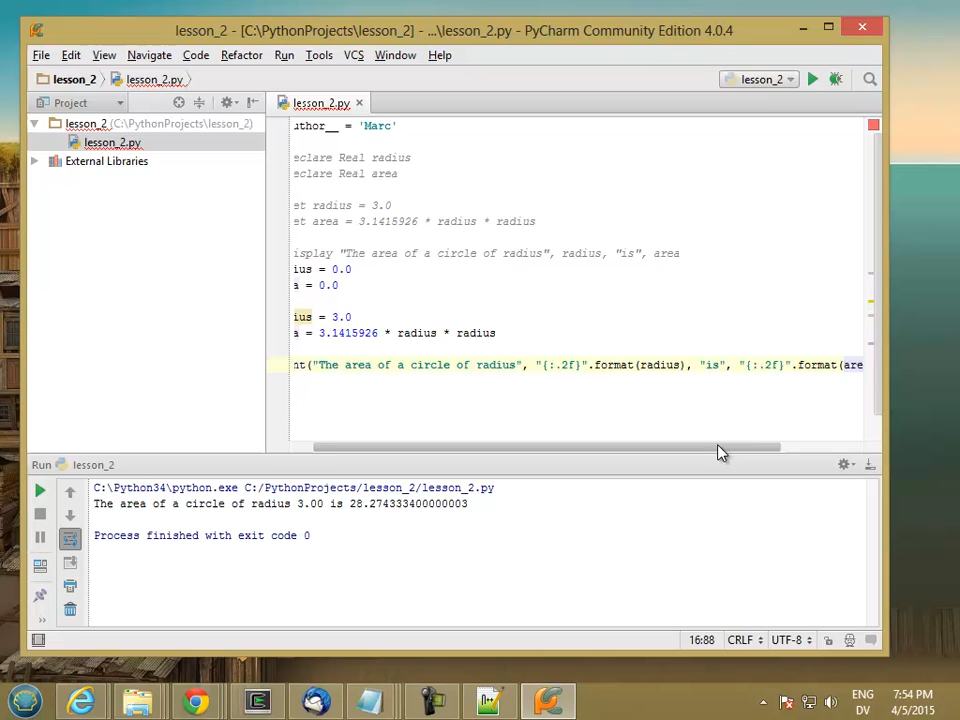 lesson_2 - [C:\PythonProjects\lesson_2] - ...\lesson_2.py - PyCharm Community Edition 4.0.4
File Edit View Navigate Code Refactor Run Tools VCS Window Help
lesson_2 lesson_2.py lesson_2
Project lesson_2.py
lesson_2 (C:\PythonProjects\lesson_2)
lesson_2.py
External Libraries
uthor__ = 'Marc'
eclare Real radius
eclare Real area
et radius = 3.0
et area = 3.1415926 * radius * radius
isplay "The area of a circle of radius", radius, "is", area
ius = 0.0
a = 0.0
ius = 3.0
a = 3.1415926 * radius * radius
nt("The area of a circle of radius", "{:.2f}".format(radius), "is", "{:.2f}".format(are
Run lesson_2
C:\Python34\python.exe C:/PythonProjects/lesson_2/lesson_2.py
The area of a circle of radius 3.00 is 28.274333400000003
Process finished with exit code 0
16:88 CRLF UTF-8
ENG 7:54 PM
DV 4/5/2015